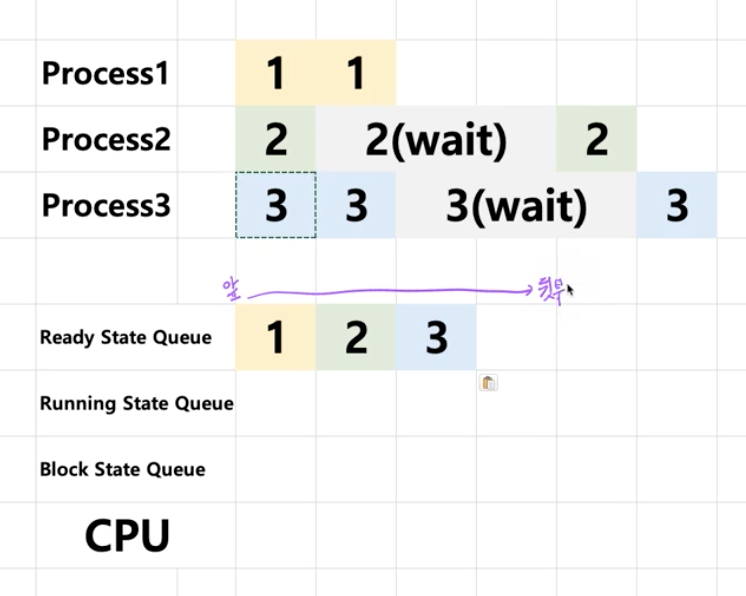 Process1 1 1
Process2 2 2(wait) 2
Process3 3 3 3(wait) 3
앞
Ready State Queue 1 2 3
Running State Queue
Block State Queue
CPU